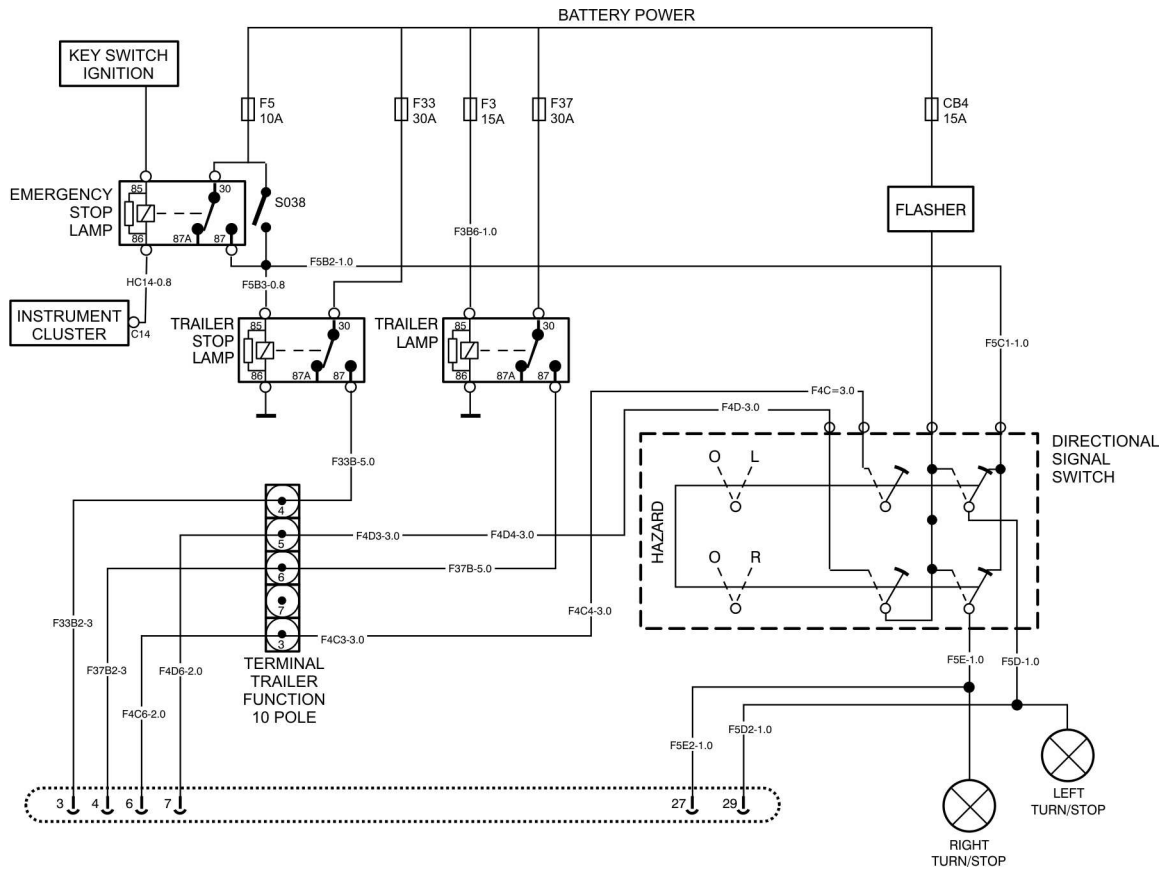 BATTERY POWER
KEY SWITCH
IGNITION
F5
10A
F33
30A
F3
15A
F37
30A
CB4
15A
EMERGENCY
STOP
LAMP
85
30
86
87A
87
S038
FLASHER
F3B6-1.0
HC14-0.8
F5B2-1.0
F5B3-0.8
INSTRUMENT
CLUSTER
C14
TRAILER
STOP
LAMP
85
30
86
87A
87
TRAILER
LAMP
85
30
86
87A
87
F5C1-1.0
F4C=3.0
F4D-3.0
DIRECTIONAL
SIGNAL
SWITCH
O
L
HAZARD
O
R
F33B-5.0
4
5
6
7
3
F4D3-3.0
F4D4-3.0
F37B-5.0
F4C4-3.0
F4C3-3.0
TERMINAL
TRAILER
FUNCTION
10 POLE
F33B2-3
F37B2-3
F4D6-2.0
F4C6-2.0
F5E-1.0
F5D-1.0
F5D2-1.0
F5E2-1.0
3
4
6
7
27
29
LEFT
TURN/STOP
RIGHT
TURN/STOP